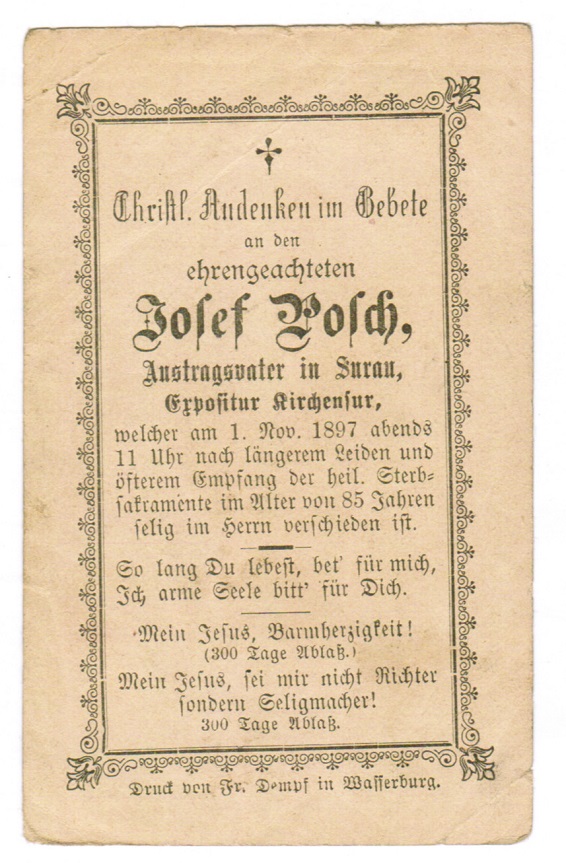 Christl. Andenken im Gebete
an den
ehrengeachteten
Josef Posch,
Austragsvater in Surau,
Expositur Kirchensur,
welcher am 1. Nov. 1897 abends
11 Uhr nach längerem Leiden und
öfterem Empfang der heil. Sterb-
sakramente im Alter von 85 Jahren
selig im Herrn verschieden ist.
So lang Du lebest, bet' für mich,
Ich arme Seele bitt' für Dich.
Mein Jesus, Barmherzigkeit!
(300 Tage Ablaß.)
Mein Jesus, sei mir nicht Richter
sondern Seligmacher!
300 Tage Ablaß.
Druck von Fr. Dempf in Wasserburg.